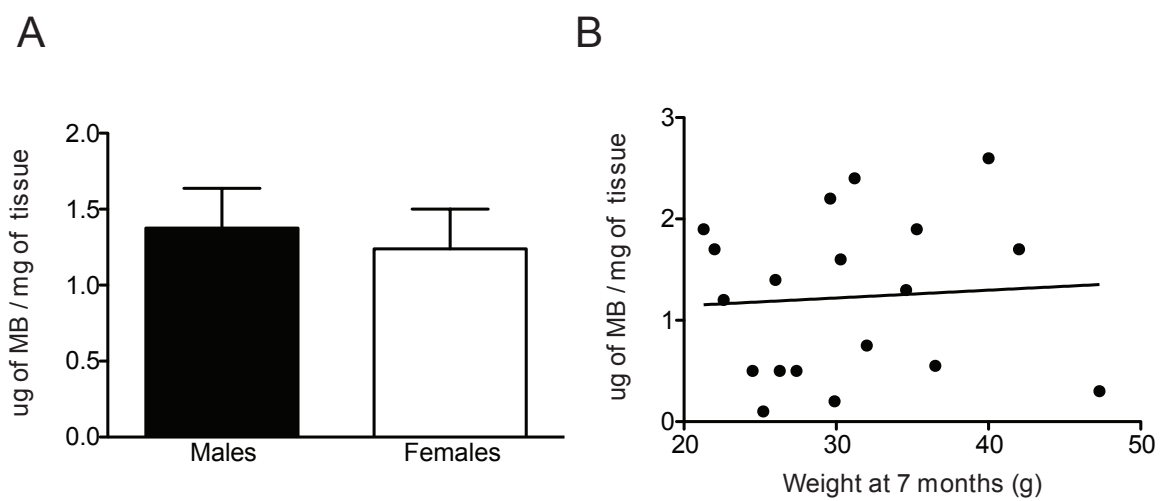 A
ug of MB / mg of tissue
2.0
1.5
1.0
0.5
0.0
Males Females
B
ug of MB / mg of tissue
3
2
1
0
20 30 40 50
Weight at 7 months (g)